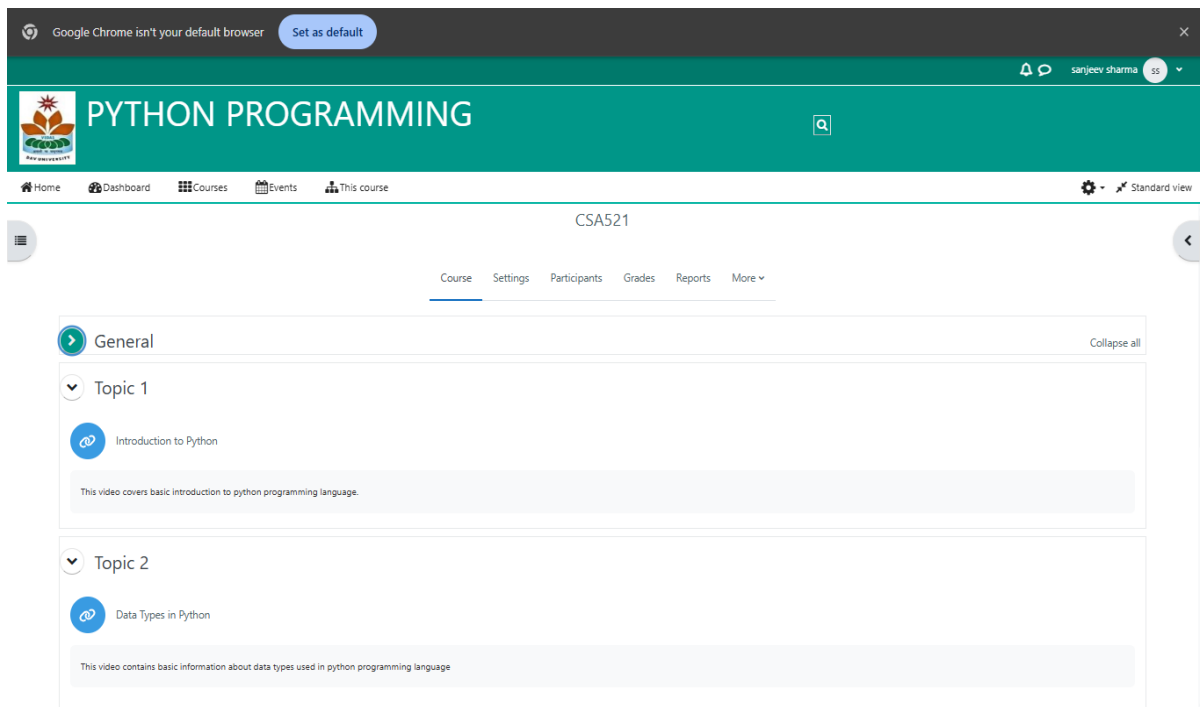 Google Chrome isn't your default browser Set as default
sanjeev sharma ss
PYTHON PROGRAMMING
DAV UNIVERSITY
Home Dashboard Courses Events This course Standard view
CSA521
Course Settings Participants Grades Reports More
General Collapse all
Topic 1
Introduction to Python
This video covers basic introduction to python programming language.
Topic 2
Data Types in Python
This video contains basic information about data types used in python programming language